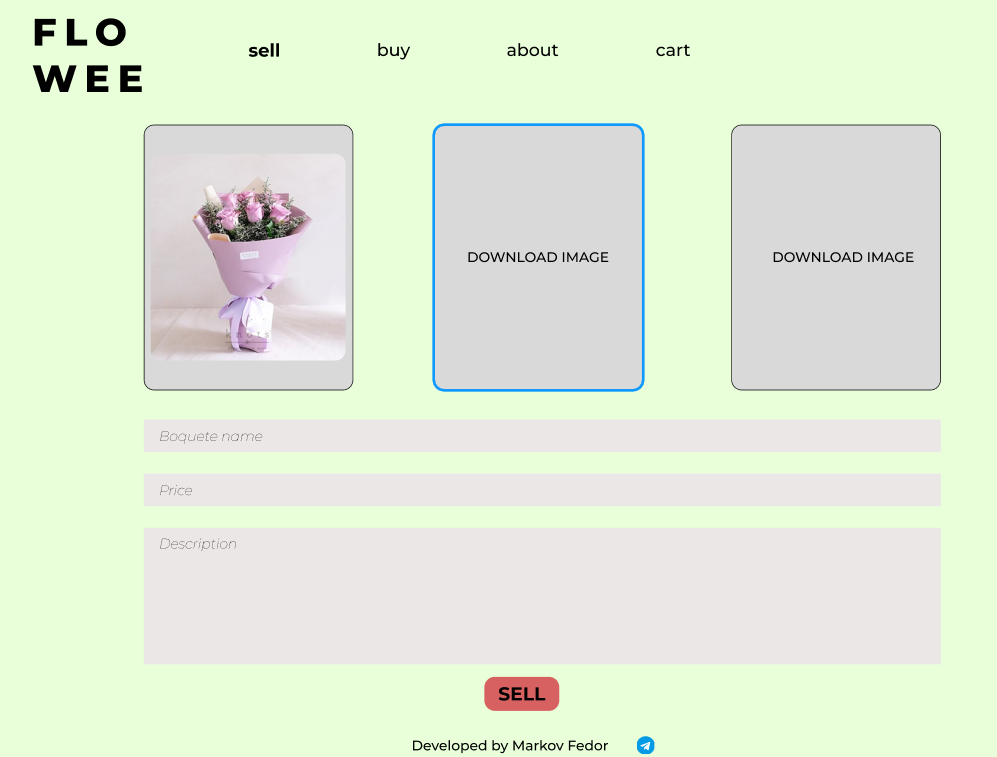 FLO
WEE
sell buy about cart
DOWNLOAD IMAGE DOWNLOAD IMAGE
Boquete name
Price
Description
SELL
Developed by Markov Fedor